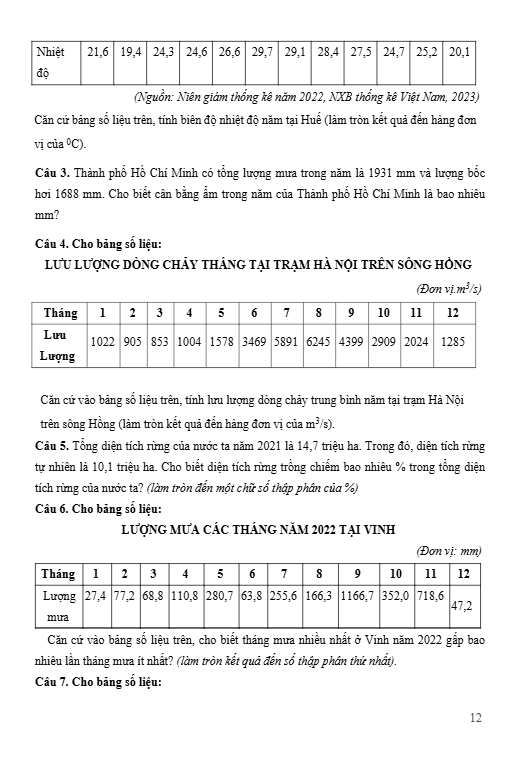 Nhiệt 21,6 19,4 24,3 24,6 26,6 29,7 29,1 28,4 27,5 24,7 25,2 20,1
độ
(Nguồn: Niên giám thống kê năm 2022, NXB thống kê Việt Nam, 2023)
Căn cứ bảng số liệu trên, tính biên độ nhiệt độ năm tại Huế (làm tròn kết quả đến hàng đơn
vị của ⁰C).
Câu 3. Thành phố Hồ Chí Minh có tổng lượng mưa trong năm là 1931 mm và lượng bốc
hơi 1688 mm. Cho biết cân bằng ẩm trong năm của Thành phố Hồ Chí Minh là bao nhiêu
mm?
Câu 4. Cho bảng số liệu:
LƯU LƯỢNG DÒNG CHẢY THÁNG TẠI TRẠM HÀ NỘI TRÊN SÔNG HỒNG
(Đơn vị.m³/s)
Tháng 1 2 3 4 5 6 7 8 9 10 11 12
Lưu 1022 905 853 1004 1578 3469 5891 6245 4399 2909 2024 1285
Lượng
Căn cứ vào bảng số liệu trên, tính lưu lượng dòng chảy trung bình năm tại trạm Hà Nội
trên sông Hồng (làm tròn kết quả đến hàng đơn vị của m³/s).
Câu 5. Tổng diện tích rừng của nước ta năm 2021 là 14,7 triệu ha. Trong đó, diện tích rừng
tự nhiên là 10,1 triệu ha. Cho biết diện tích rừng trồng chiếm bao nhiêu % trong tổng diện
tích rừng của nước ta? (làm tròn đến một chữ số thập phân của %)
Câu 6. Cho bảng số liệu:
LƯỢNG MƯA CÁC THÁNG NĂM 2022 TẠI VINH
(Đơn vị: mm)
Tháng 1 2 3 4 5 6 7 8 9 10 11 12
Lượng 27,4 77,2 68,8 110,8 280,7 63,8 255,6 166,3 1166,7 352,0 718,6 47,2
mưa
Căn cứ vào bảng số liệu trên, cho biết tháng mưa nhiều nhất ở Vinh năm 2022 gấp bao
nhiêu lần tháng mưa ít nhất? (làm tròn kết quả đến số thập phân thứ nhất).
Câu 7. Cho bảng số liệu:
12